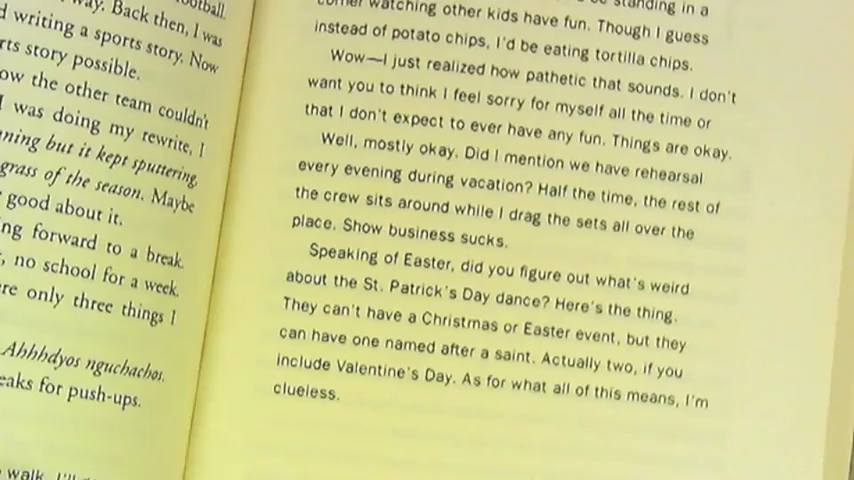 ootball.
way. Back then, I was
d writing a sports story. Now
rts story possible.
ow the other team couldn't
I was doing my rewrite, I
ning but it kept sputtering.
grass of the season. Maybe
good about it.
ng forward to a break.
, no school for a week.
re only three things I
Ahhhdyos nguchachos.
eaks for push-ups.
walk. I'll
standing in a
corner watching other kids have fun. Though I guess
instead of potato chips, I'd be eating tortilla chips.
Wow—I just realized how pathetic that sounds. I don't
want you to think I feel sorry for myself all the time or
that I don't expect to ever have any fun. Things are okay.
Well, mostly okay. Did I mention we have rehearsal
every evening during vacation? Half the time, the rest of
the crew sits around while I drag the sets all over the
place. Show business sucks.
Speaking of Easter, did you figure out what's weird
about the St. Patrick's Day dance? Here's the thing.
They can't have a Christmas or Easter event, but they
can have one named after a saint. Actually two, if you
include Valentine's Day. As for what all of this means, I'm
clueless.